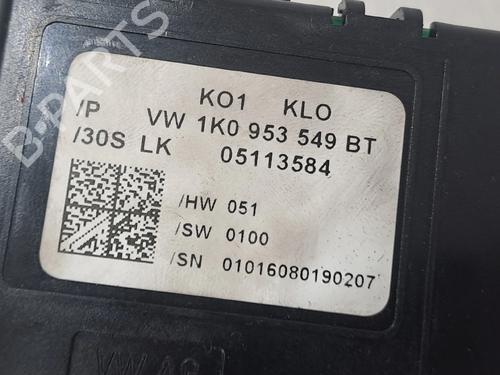 KO1 KLO
/P VW 1K0 953 549 BT
/30S LK 05113584
/HW 051
/SW 0100
/SN 01016080190207
B-PARTS